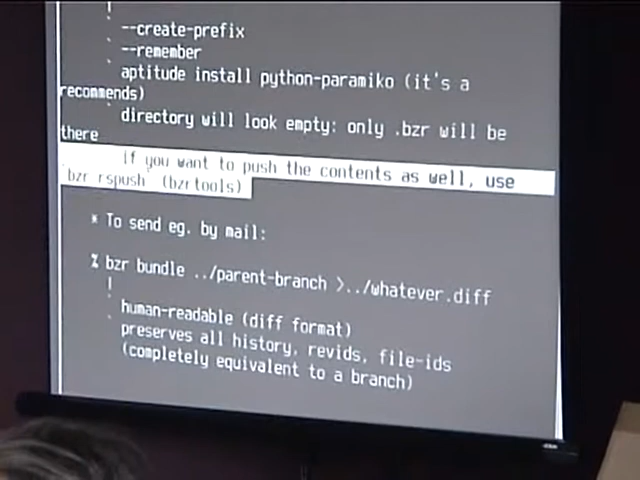 --create-prefix
` --remember
` aptitude install python-paramiko (it's a
recommends)
` directory will look empty: only .bzr will be
there
if you want to push the contents as well, use
`bzr rspush` (bzrtools)
* To send eg. by mail:
% bzr bundle ../parent-branch >../whatever.diff
|
` human-readable (diff format)
` preserves all history, revids, file-ids
(completely equivalent to a branch)